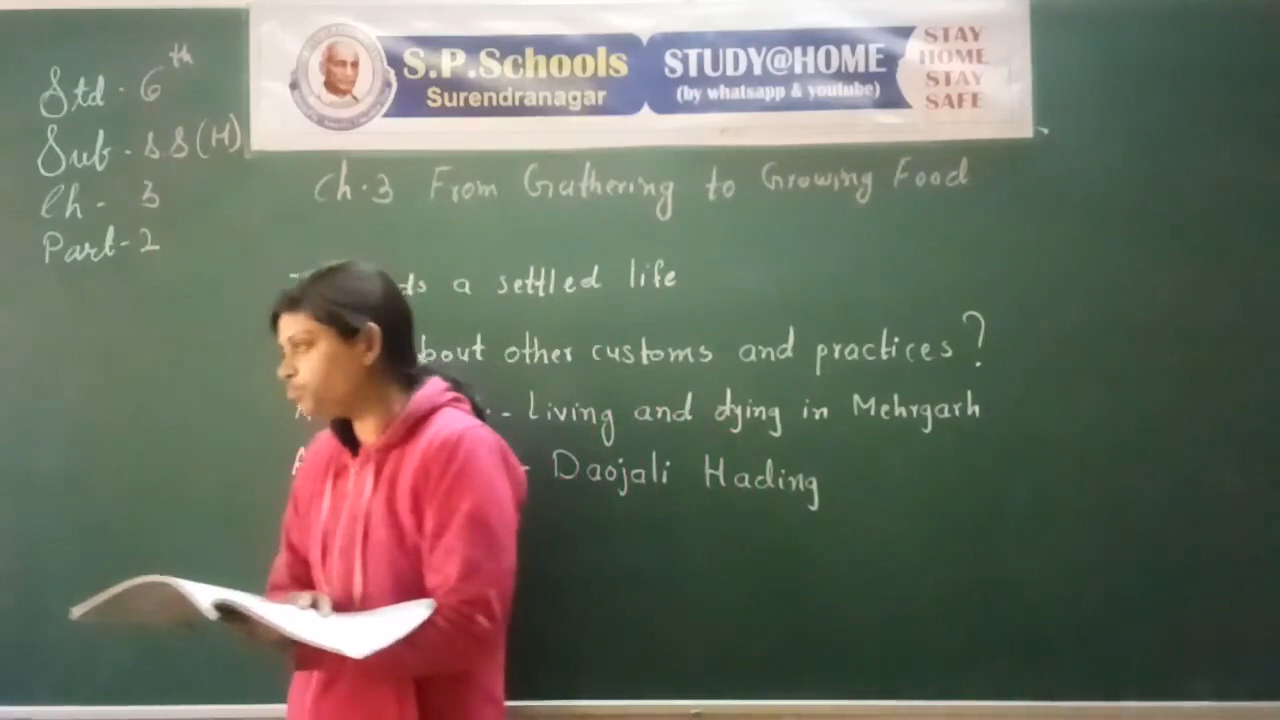 Std. 6th
Sub - SS (H)
Ch - 3
Part - 2
S.P.Schools
Surendranagar
STUDY@HOME
(by whatsapp & youtube)
STAY
HOME
STAY
SAFE
Ch.3 From Gathering to Growing Food
a settled life
other customs and practices?
- Living and dying in Mehrgarh
- Daojali Hading